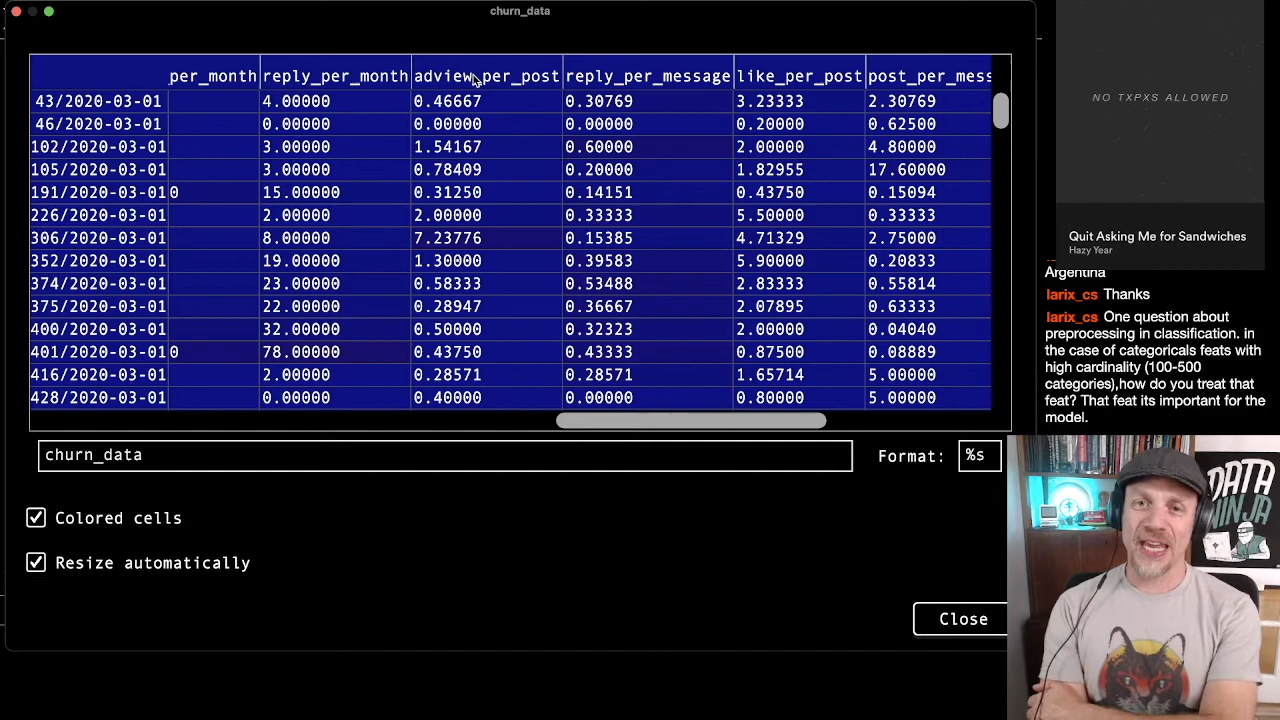 churn_data
per_month reply_per_month adview_per_post reply_per_message like_per_post post_per_mess
43/2020-03-01 4.00000 0.46667 0.30769 3.23333 2.30769
46/2020-03-01 0.00000 0.00000 0.00000 0.20000 0.62500
102/2020-03-01 3.00000 1.54167 0.60000 2.00000 4.80000
105/2020-03-01 3.00000 0.78409 0.20000 1.82955 17.60000
191/2020-03-01 0 15.00000 0.31250 0.14151 0.43750 0.15094
226/2020-03-01 2.00000 2.00000 0.33333 5.50000 0.33333
306/2020-03-01 8.00000 7.23776 0.15385 4.71329 2.75000
352/2020-03-01 19.00000 1.30000 0.39583 5.90000 0.20833
374/2020-03-01 23.00000 0.58333 0.53488 2.83333 0.55814
375/2020-03-01 22.00000 0.28947 0.36667 2.07895 0.63333
400/2020-03-01 32.00000 0.50000 0.32323 2.00000 0.04040
401/2020-03-01 0 78.00000 0.43750 0.43333 0.87500 0.08889
416/2020-03-01 2.00000 0.28571 0.28571 1.65714 5.00000
428/2020-03-01 0.00000 0.40000 0.00000 0.80000 5.00000
churn_data Format: %s
Colored cells
Resize automatically
Close
NO TXPXS ALLOWED
Quit Asking Me for Sandwiches
Hazy Year
Argentina
larix_cs Thanks
larix_cs One question about
preprocessing in classification. in
the case of categoricals feats with
high cardinality (100-500
categories),how do you treat that
feat? That feat its important for the
model.
DATA
NINJA